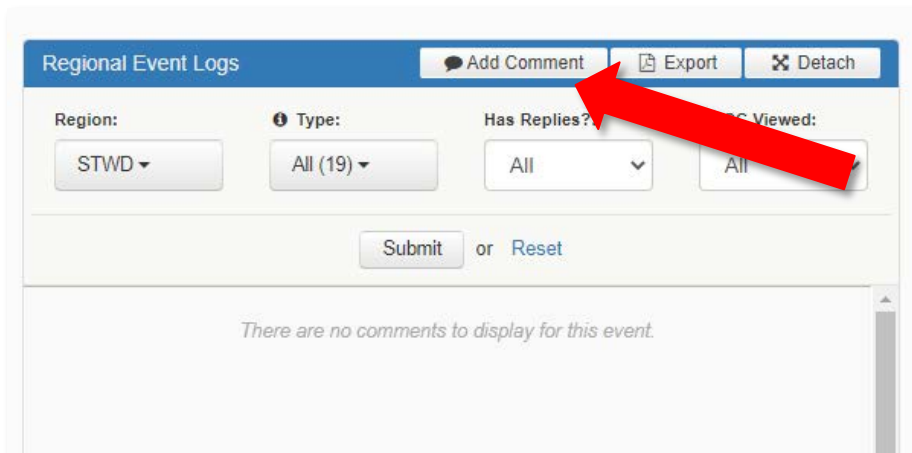 Regional Event Logs Add Comment Export Detach
Region: Type: Has Replies?: Viewed:
STWD All (19) All All
Submit or Reset
There are no comments to display for this event.